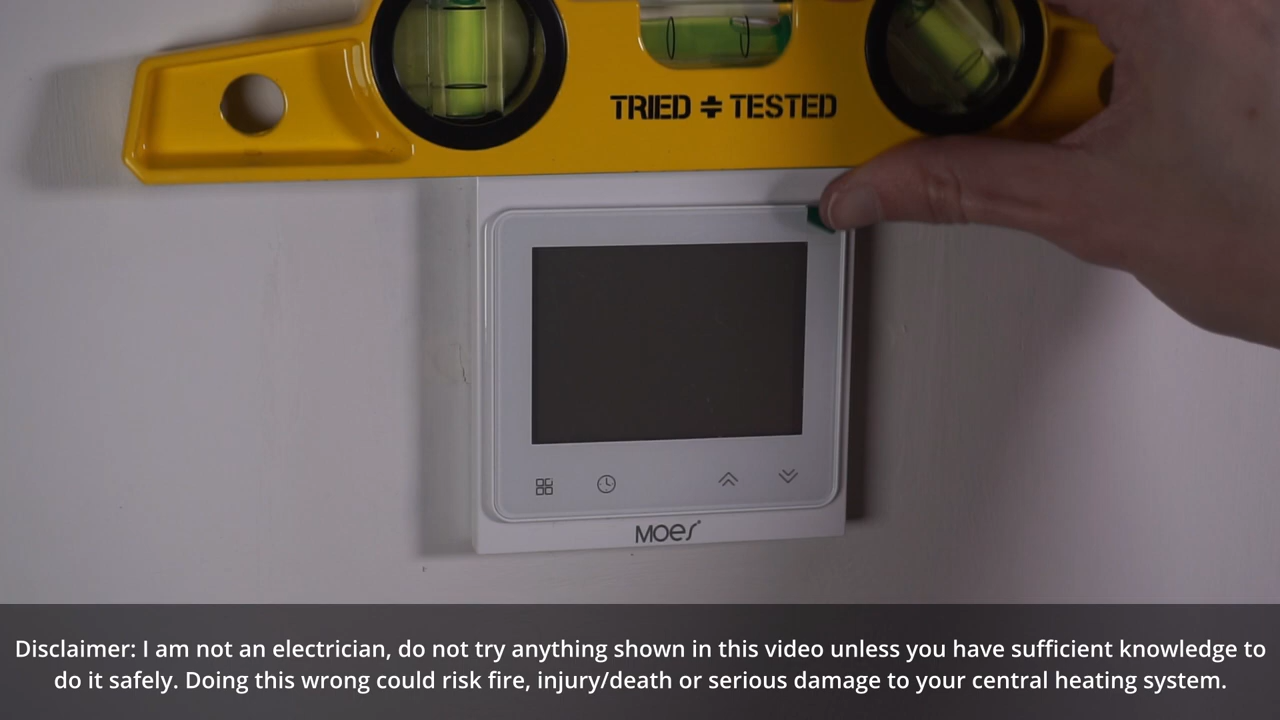 TRIED + TESTED
MOES
Disclaimer: I am not an electrician, do not try anything shown in this video unless you have sufficient knowledge to
do it safely. Doing this wrong could risk fire, injury/death or serious damage to your central heating system.